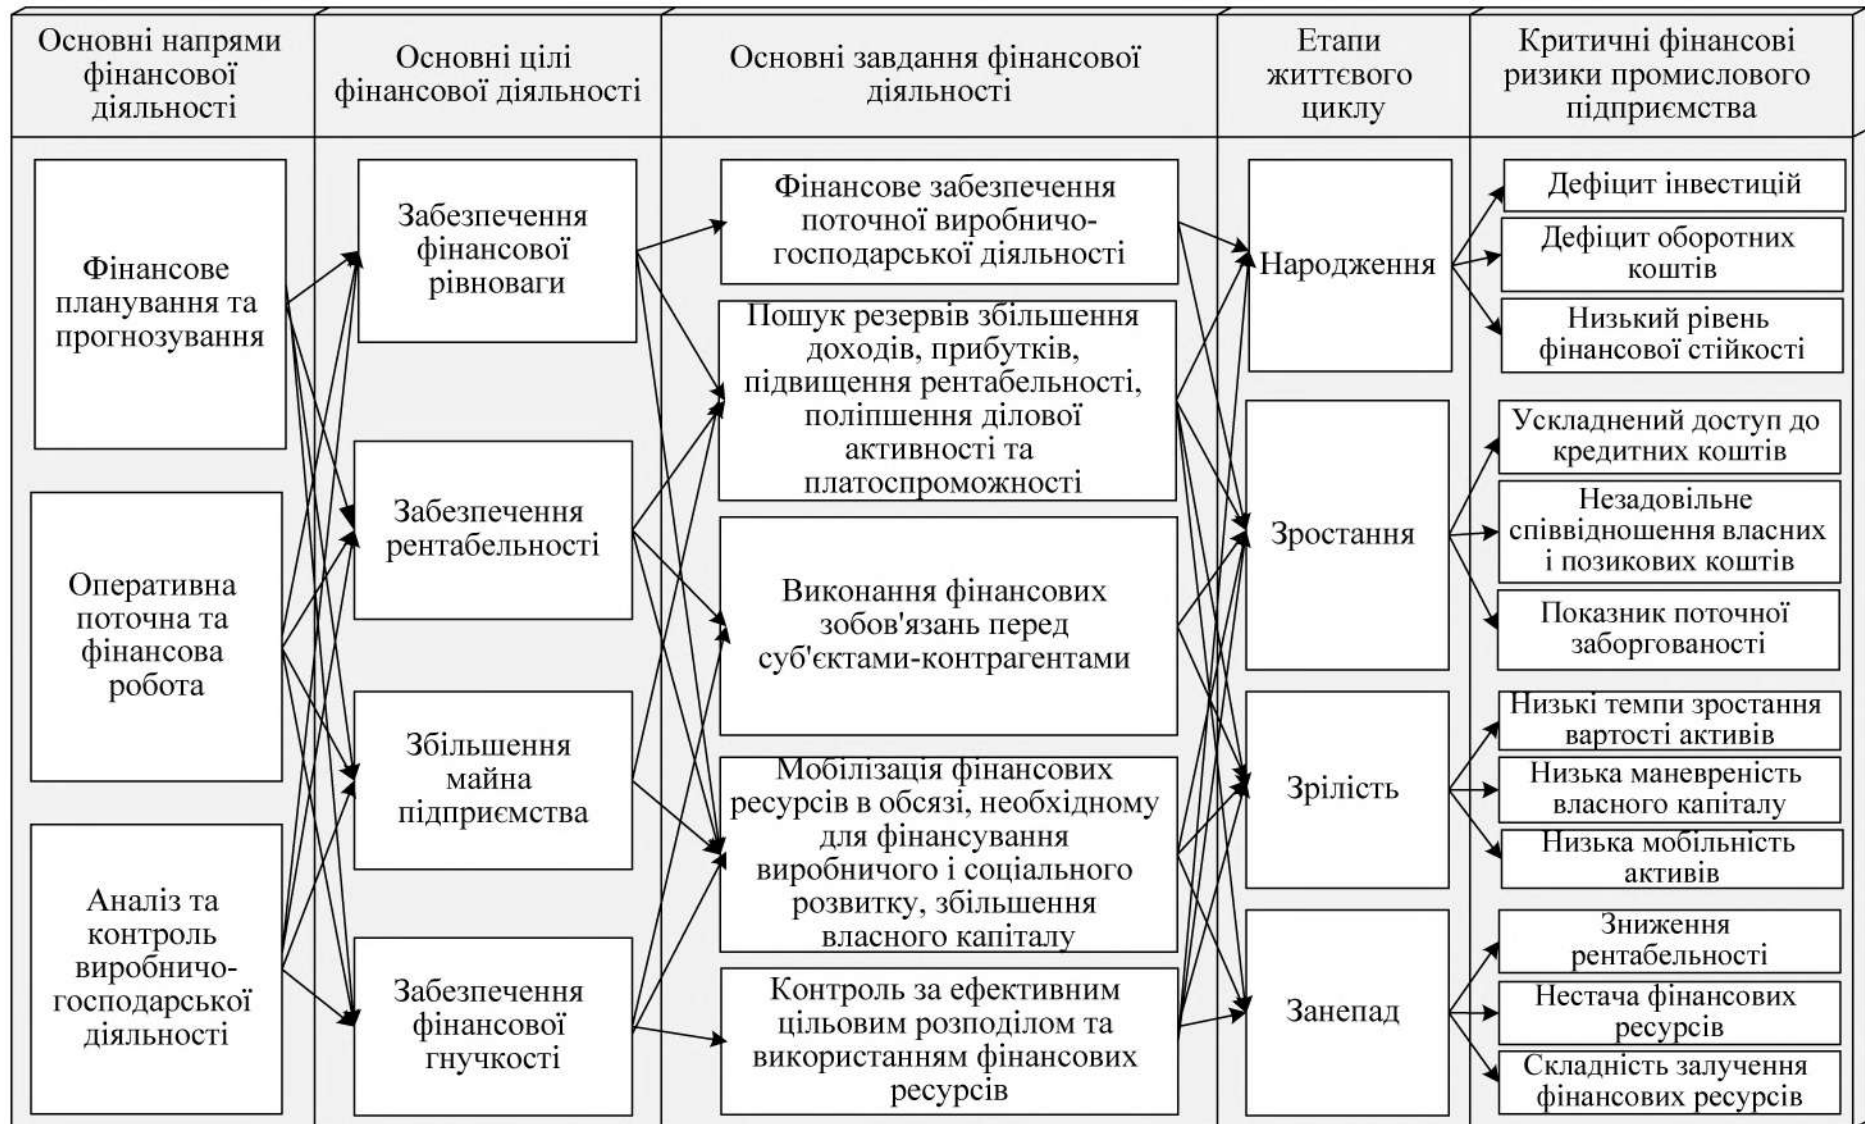 Основні напрями
фінансової
діяльності
Основні цілі
фінансової діяльності
Основні завдання фінансової
діяльності
Етапи
життєвого
циклу
Критичні фінансові
ризики промислового
підприємства
Фінансове
планування та
прогнозування
Оперативна
поточна та
фінансова
робота
Аналіз та
контроль
виробничо-
господарської
діяльності
Забезпечення
фінансової
рівноваги
Забезпечення
рентабельності
Збільшення
майна
підприємства
Забезпечення
фінансової
гнучкості
Фінансове забезпечення
поточної виробничо-
господарської діяльності
Пошук резервів збільшення
доходів, прибутків,
підвищення рентабельності,
поліпшення ділової
активності та
платоспроможності
Виконання фінансових
зобов'язань перед
суб'єктами-контрагентами
Мобілізація фінансових
ресурсів в обсязі, необхідному
для фінансування
виробничого і соціального
розвитку, збільшення
власного капіталу
Контроль за ефективним
цільовим розподілом та
використанням фінансових
ресурсів
Народження
Зростання
Зрілість
Занепад
Дефіцит інвестицій
Дефіцит оборотних
коштів
Низький рівень
фінансової стійкості
Ускладнений доступ до
кредитних коштів
Незадовільне
співвідношення власних
і позикових коштів
Показник поточної
заборгованості
Низькі темпи зростання
вартості активів
Низька маневреність
власного капіталу
Низька мобільність
активів
Зниження
рентабельності
Нестача фінансових
ресурсів
Складність залучення
фінансових ресурсів